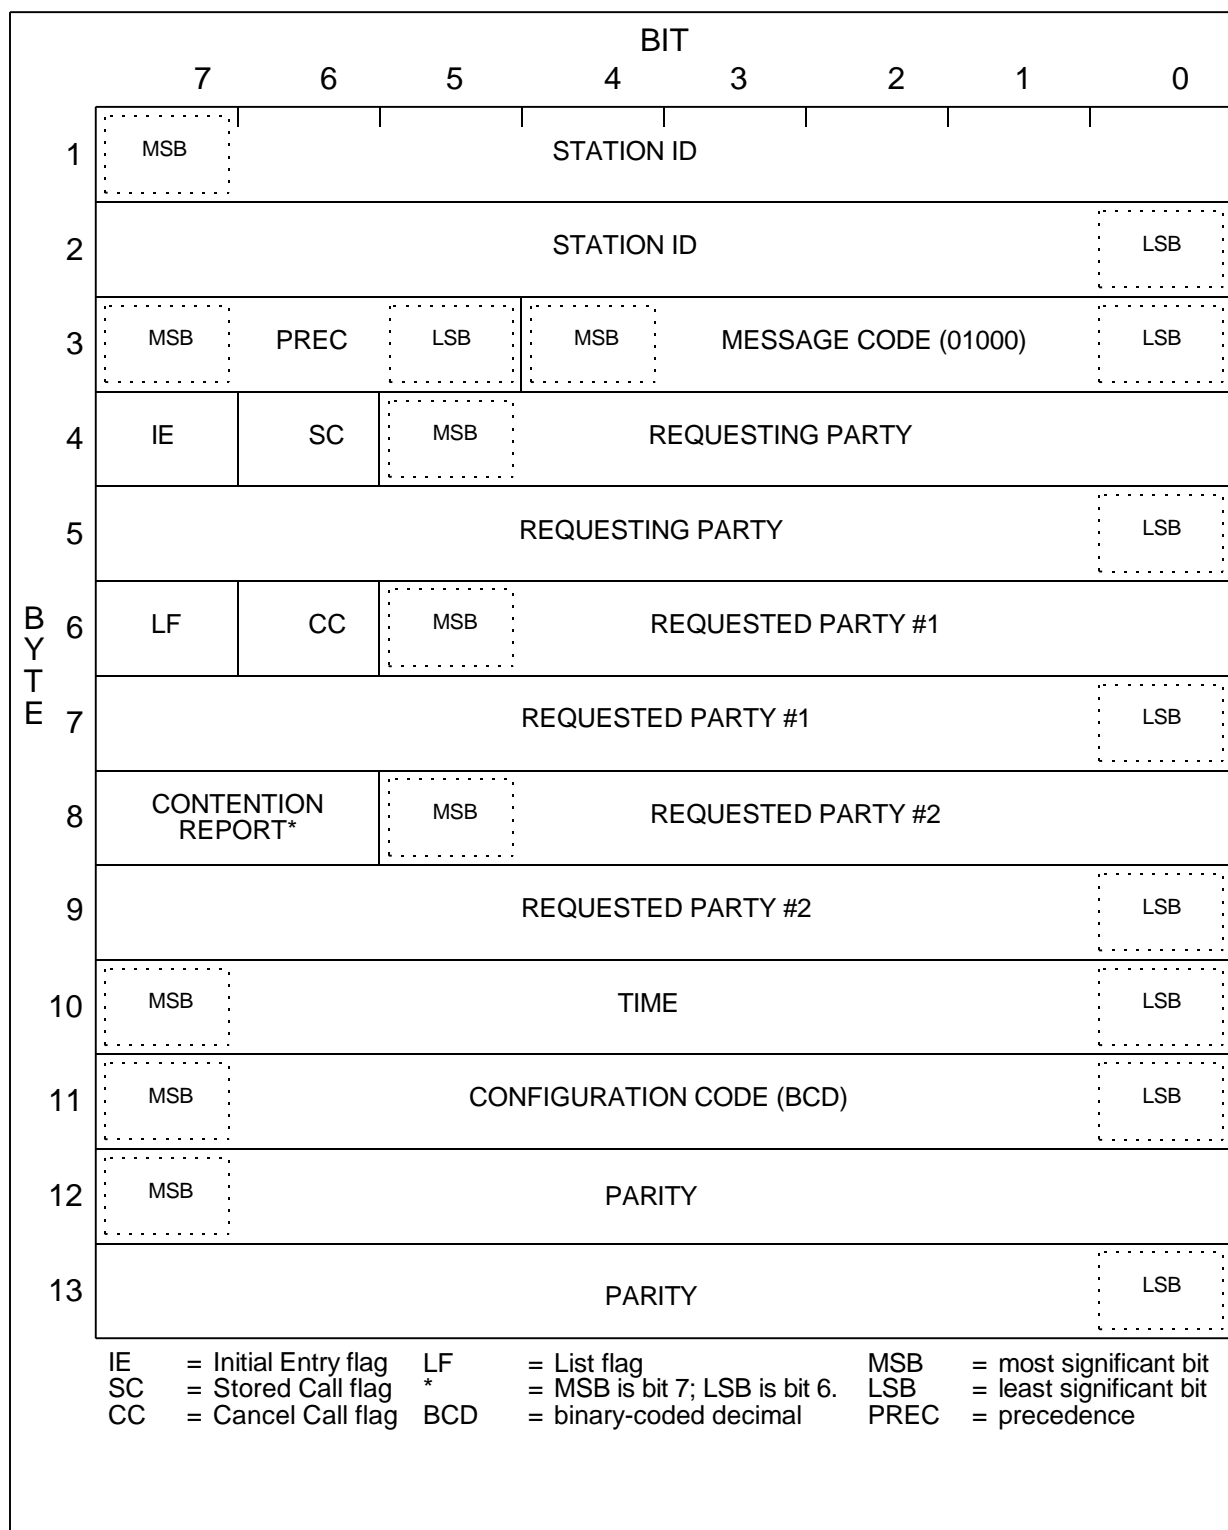 BIT
7 6 5 4 3 2 1 0
1 MSB STATION ID
2 STATION ID LSB
3 MSB PREC LSB MSB MESSAGE CODE (01000) LSB
4 IE SC MSB REQUESTING PARTY
5 REQUESTING PARTY LSB
BYTE
6 LF CC MSB REQUESTED PARTY #1
7 REQUESTED PARTY #1 LSB
8 CONTENTION REPORT* MSB REQUESTED PARTY #2
9 REQUESTED PARTY #2 LSB
10 MSB TIME LSB
11 MSB CONFIGURATION CODE (BCD) LSB
12 MSB PARITY
13 PARITY LSB
IE = Initial Entry flag LF = List flag MSB = most significant bit
SC = Stored Call flag * = MSB is bit 7; LSB is bit 6. LSB = least significant bit
CC = Cancel Call flag BCD = binary-coded decimal PREC = precedence